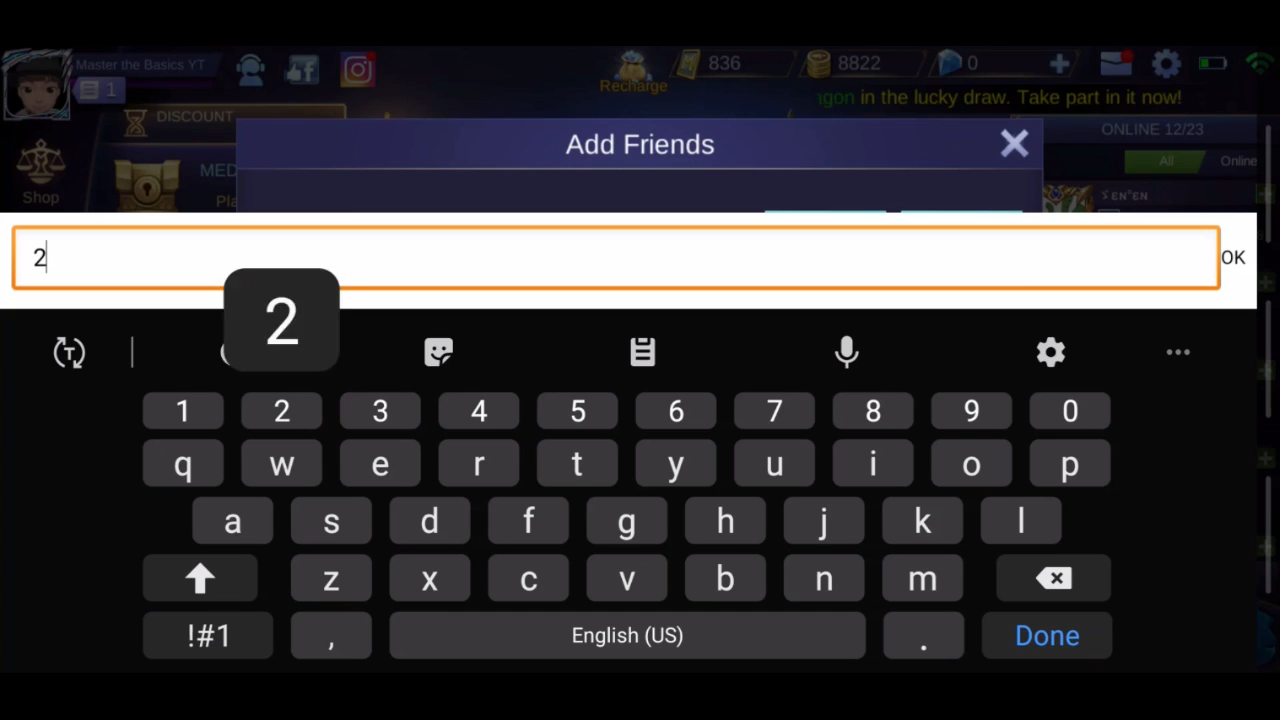 Master the Basics YT
1
Recharge
836
8822
0
in the lucky draw. Take part in it now!
DISCOUNT
Add Friends
ONLINE 12/23
All
Online
Shop
2
OK
2
1 2 3 4 5 6 7 8 9 0
q w e r t y u i o p
a s d f g h j k l
z x c v b n m
!#1 , English (US) . Done